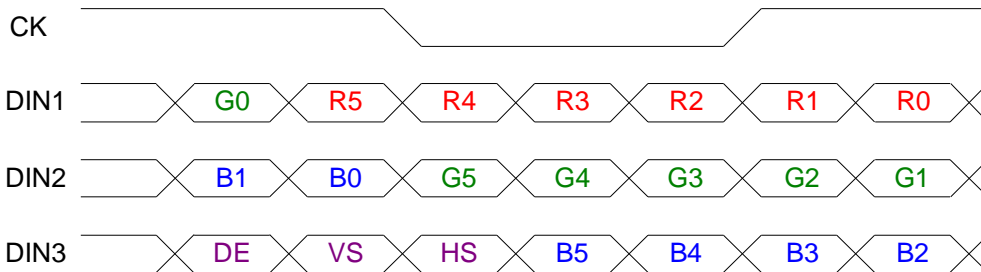 CK
DIN1 G0 R5 R4 R3 R2 R1 R0
DIN2 B1 B0 G5 G4 G3 G2 G1
DIN3 DE VS HS B5 B4 B3 B2